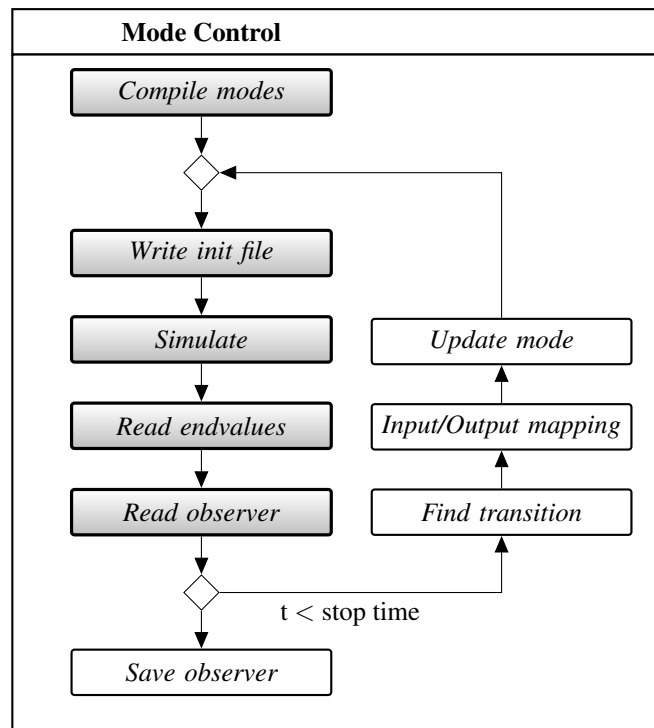 Mode Control
Compile modes
Write init file
Simulate
Update mode
Read endvalues
Input/Output mapping
Read observer
Find transition
t < stop time
Save observer